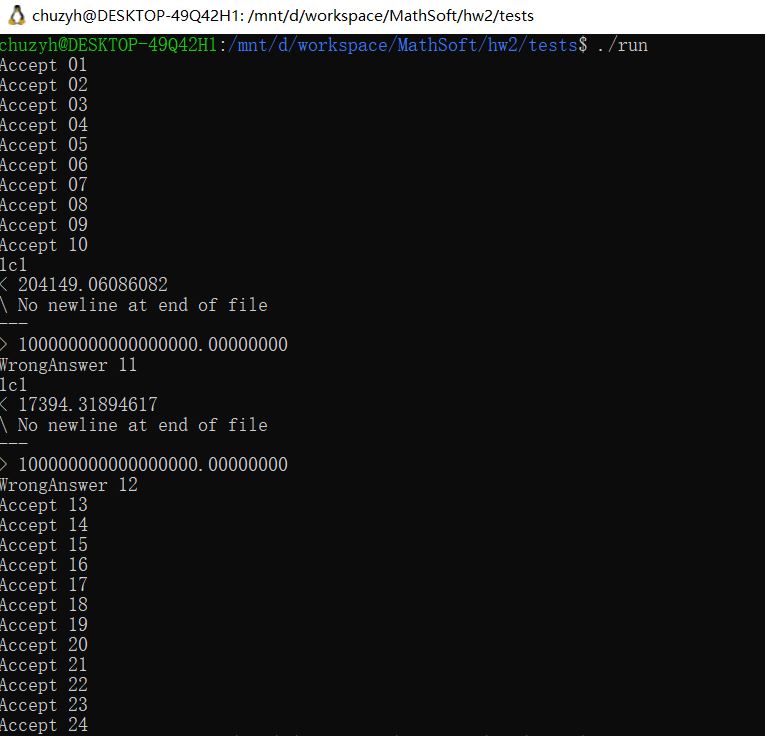 chuzyh@DESKTOP-49Q42H1: /mnt/d/workspace/MathSoft/hw2/tests
chuzyh@DESKTOP-49Q42H1:/mnt/d/workspace/MathSoft/hw2/tests$ ./run
Accept 01
Accept 02
Accept 03
Accept 04
Accept 05
Accept 06
Accept 07
Accept 08
Accept 09
Accept 10
1c1
< 204149.06086082
\ No newline at end of file
---
> 100000000000000000.00000000
WrongAnswer 11
1c1
< 17394.31894617
\ No newline at end of file
---
> 100000000000000000.00000000
WrongAnswer 12
Accept 13
Accept 14
Accept 15
Accept 16
Accept 17
Accept 18
Accept 19
Accept 20
Accept 21
Accept 22
Accept 23
Accept 24